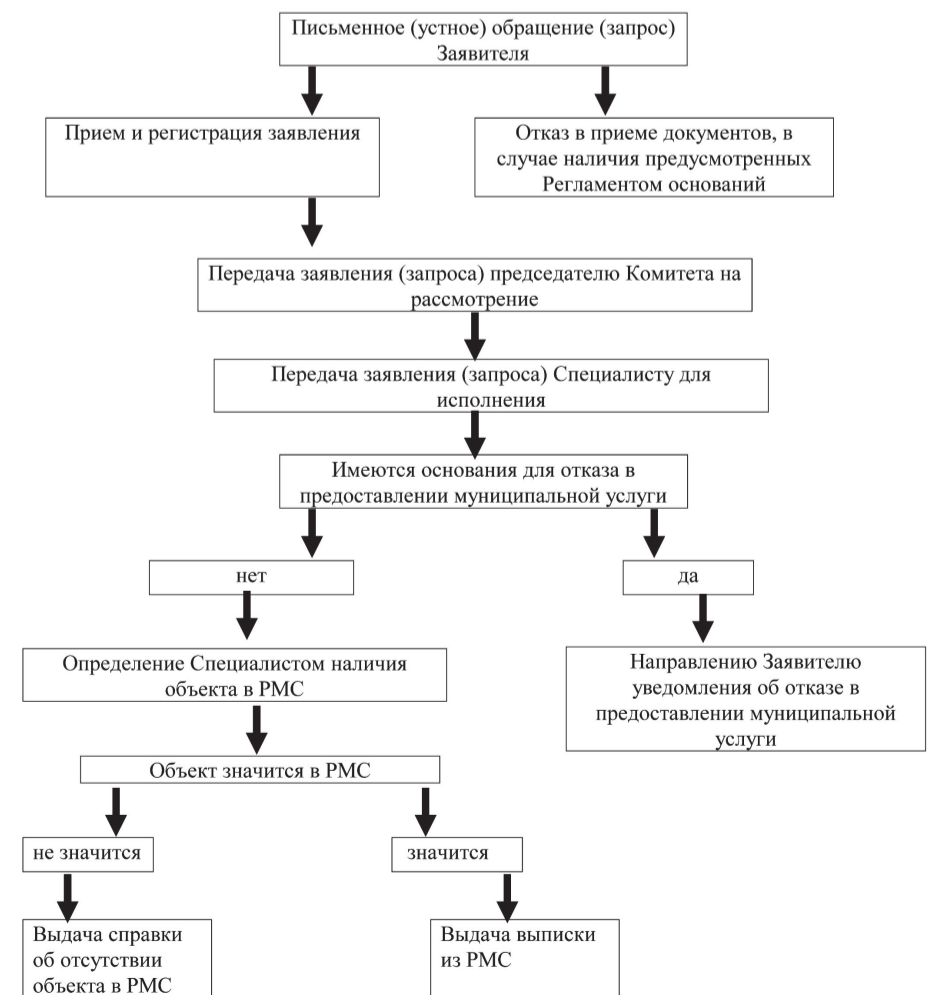 Письменное (устное) обращение (запрос)
Заявителя
Прием и регистрация заявления
Отказ в приеме документов, в
случае наличия предусмотренных
Регламентом оснований
Передача заявления (запроса) председателю Комитета на
рассмотрение
Передача заявления (запроса) Специалисту для
исполнения
Имеются основания для отказа в
предоставлении муниципальной услуги
нет
да
Определение Специалистом наличия
объекта в РМС
Направлению Заявителю
уведомления об отказе в
предоставлении муниципальной
услуги
Объект значится в РМС
не значится
значится
Выдача справки
об отсутствии
объекта в РМС
Выдача выписки
из РМС